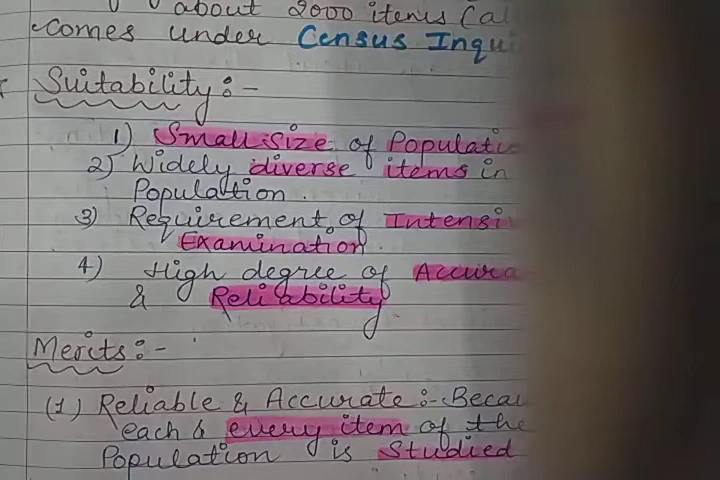 about 2000 items
comes under Census
Suitability:-
1) Small size of
2) Widely diverse items in
Population.
3) Requirement of
Examination.
4) High degree of
& Reliability
Merits:-
(1) Reliable & Accurate:-
each & every item of the
Population is Studied